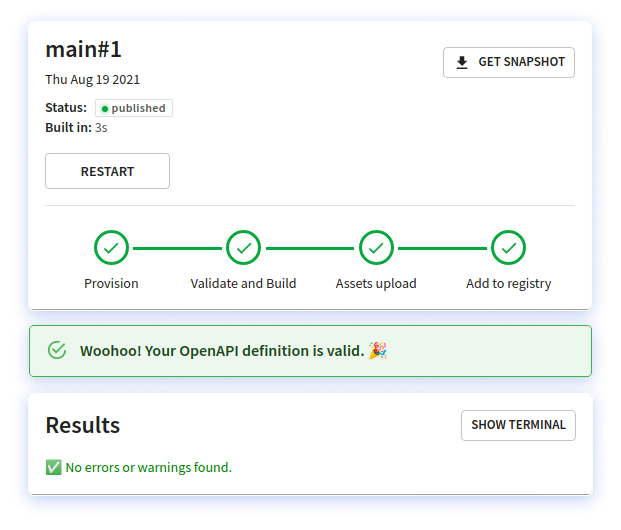 main#1
GET SNAPSHOT
Thu Aug 19 2021
Status: published
Built in: 3s
RESTART
Provision Validate and Build Assets upload Add to registry
Woohoo! Your OpenAPI definition is valid. 🎉
Results
SHOW TERMINAL
✅ No errors or warnings found.